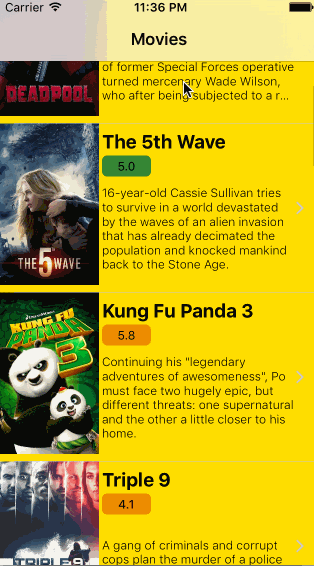 Carrier 11:36 PM
Movies
DEADPOOL
of former Special Forces operative
turned mercenary Wade Wilson,
who after being subjected to a r...
The 5th Wave
5.0
16-year-old Cassie Sullivan tries
to survive in a world devastated
by the waves of an alien invasion
that has already decimated the
population and knocked mankind
back to the Stone Age.
THE 5 WAVE
Kung Fu Panda 3
5.8
Continuing his "legendary
adventures of awesomeness", Po
must face two hugely epic, but
different threats: one supernatural
and the other a little closer to his
home.
KUNG FU
PANDA
3
Triple 9
4.1
A gang of criminals and corrupt
cops plan the murder of a police
TRIPLE 9